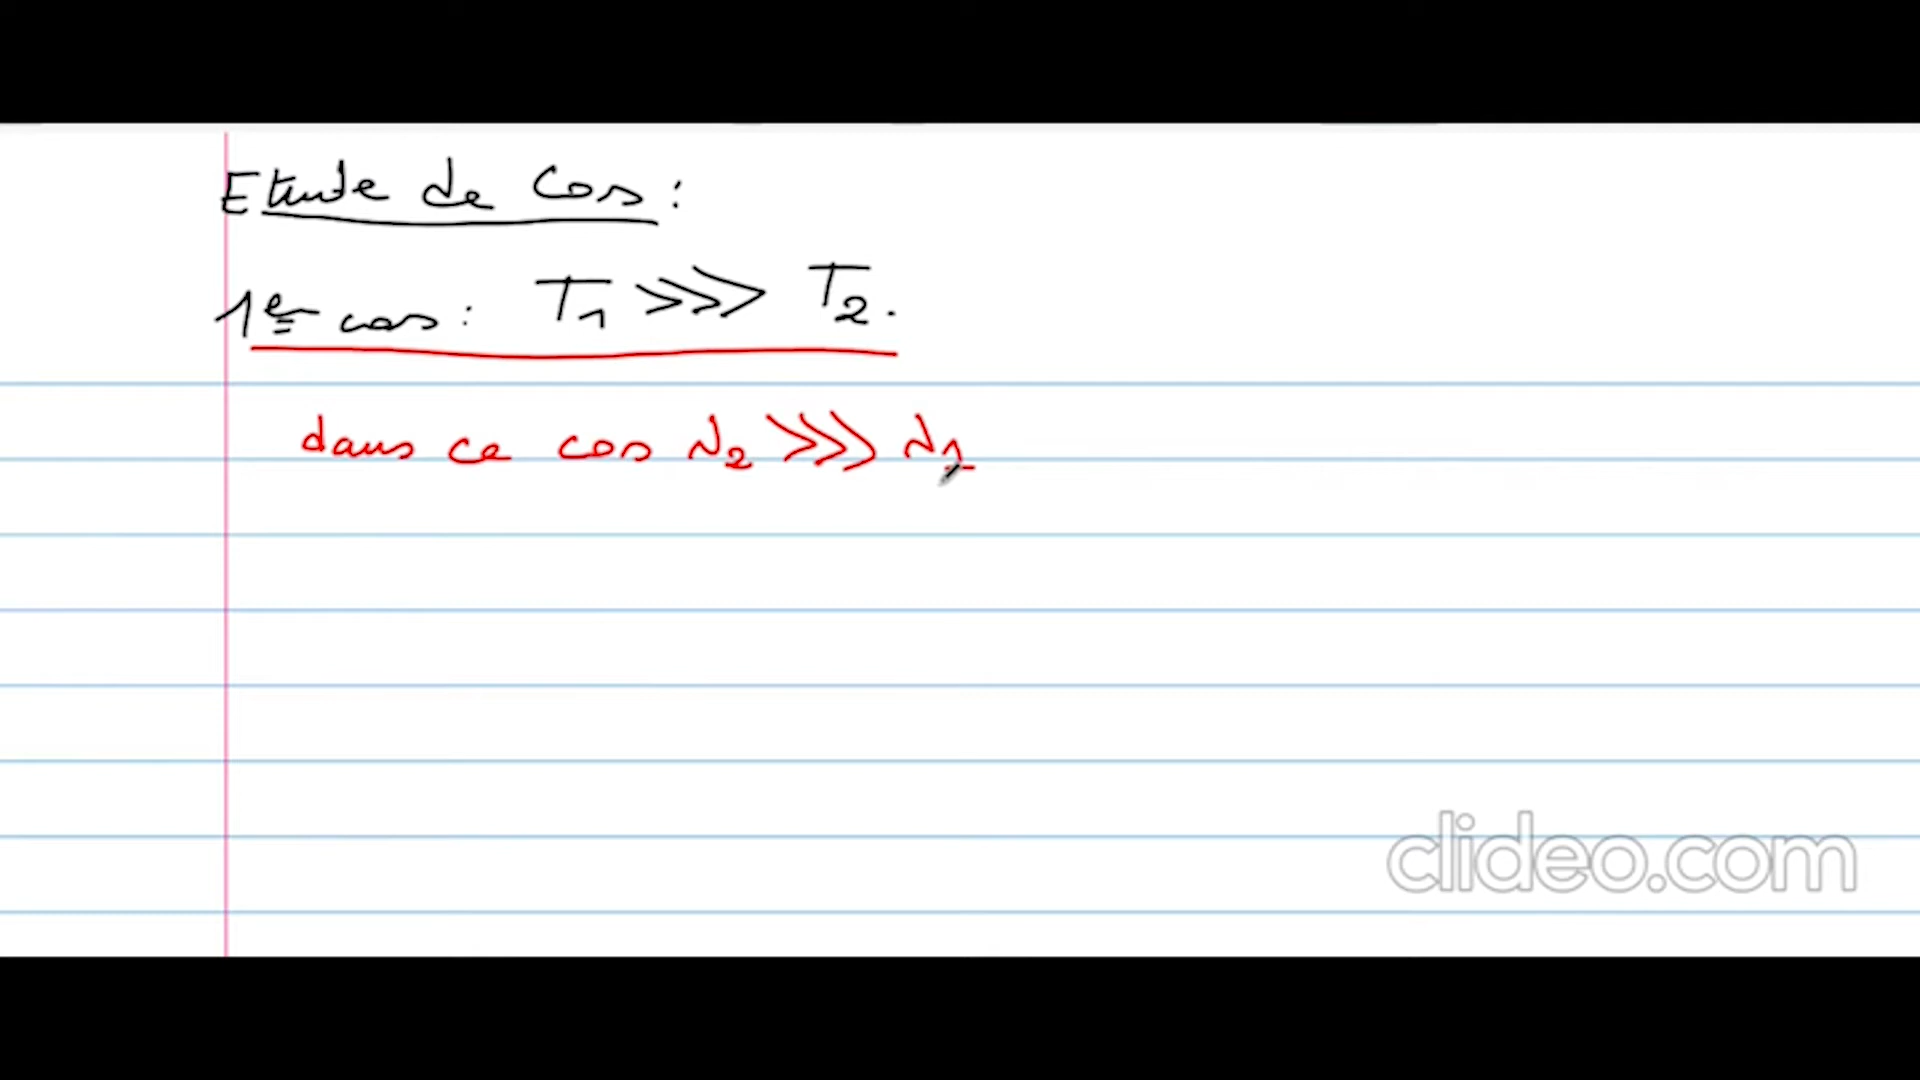 Etude de Cas :
1er cas : T1 >>> T2.
dans ce cas λ2 >>> λ1
clideo.com